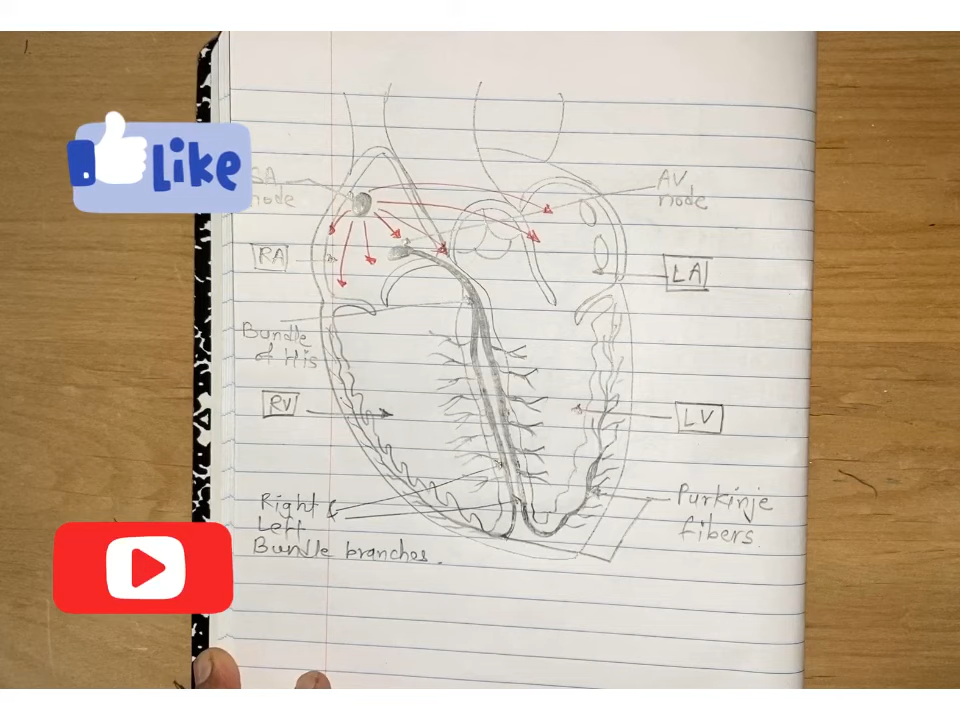 Like
SA
node
AV
node
RA
LA
Bundle
of His
RV
LV
Right &
Left
Bundle branches.
Purkinje
fibers.